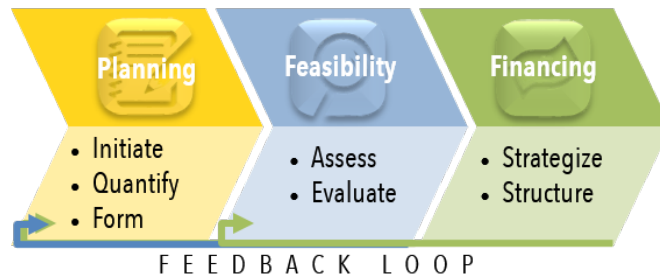 Planning
• Initiate
• Quantify
• Form
Feasibility
• Assess
• Evaluate
Financing
• Strategize
• Structure
FEEDBACK LOOP